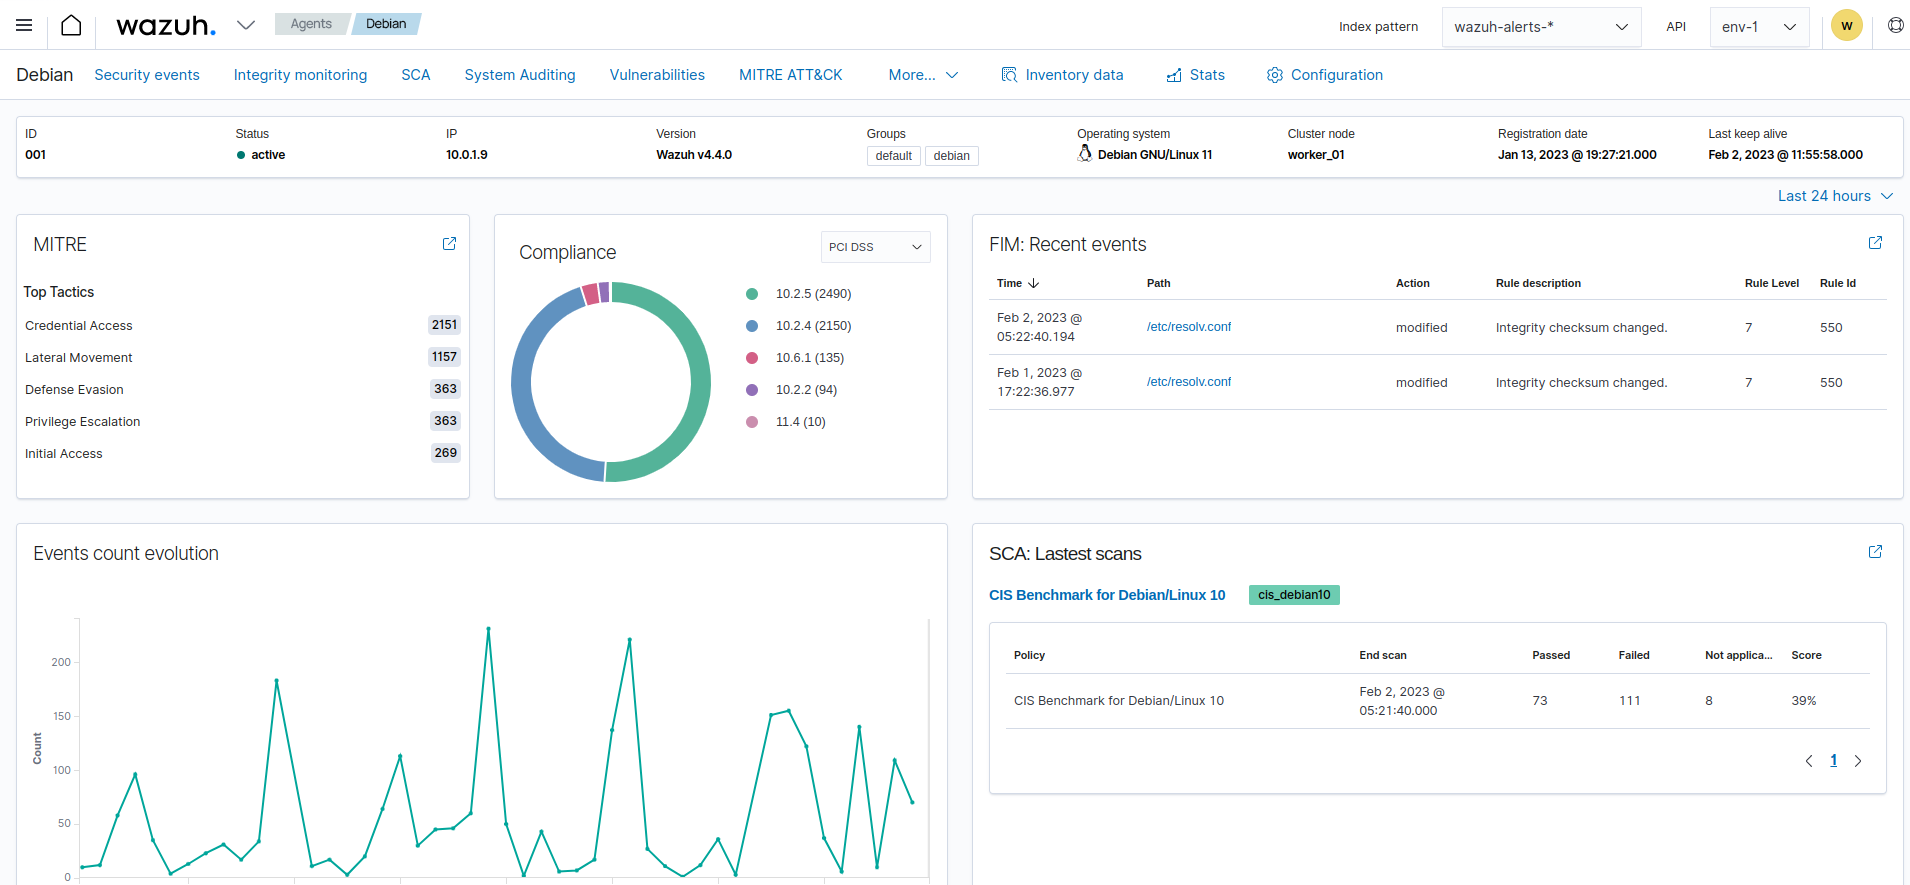 wazuh.
Agents
Debian
Index pattern
wazuh-alerts-*
API
env-1
W
Debian
Security events
Integrity monitoring
SCA
System Auditing
Vulnerabilities
MITRE ATT&CK
More...
Inventory data
Stats
Configuration
ID
001
Status
active
IP
10.0.1.9
Version
Wazuh v4.4.0
Groups
default
debian
Operating system
Debian GNU/Linux 11
Cluster node
worker_01
Registration date
Jan 13, 2023 @ 19:27:21.000
Last keep alive
Feb 2, 2023 @ 11:55:58.000
Last 24 hours
MITRE
Top Tactics
Credential Access 2151
Lateral Movement 1157
Defense Evasion 363
Privilege Escalation 363
Initial Access 269
Compliance
PCI DSS
10.2.5 (2490)
10.2.4 (2150)
10.6.1 (135)
10.2.2 (94)
11.4 (10)
FIM: Recent events
Time Path Action Rule description Rule Level Rule Id
Feb 2, 2023 @
05:22:40.194
/etc/resolv.conf modified Integrity checksum changed. 7 550
Feb 1, 2023 @
17:22:36.977
/etc/resolv.conf modified Integrity checksum changed. 7 550
Events count evolution
Count
200
150
100
50
0
SCA: Lastest scans
CIS Benchmark for Debian/Linux 10
cis_debian10
Policy End scan Passed Failed Not applica... Score
CIS Benchmark for Debian/Linux 10
Feb 2, 2023 @
05:21:40.000
73 111 8 39%
1